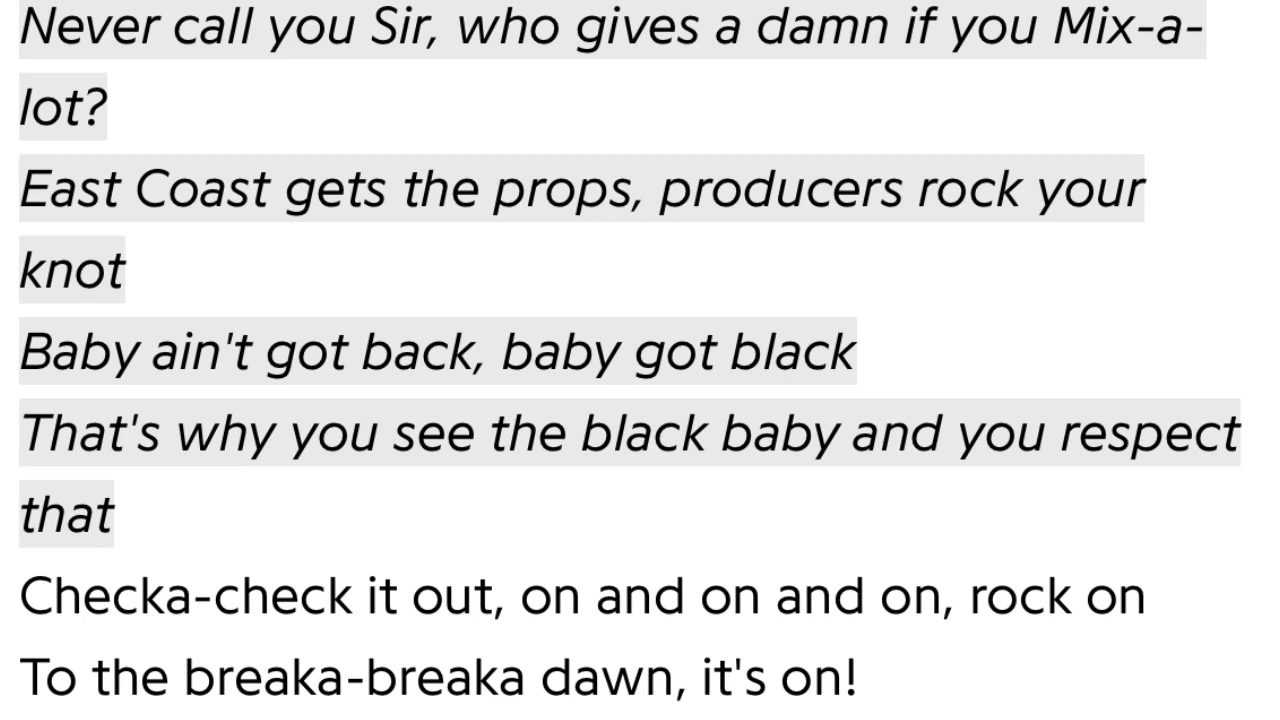 Never call you Sir, who gives a damn if you Mix-a-
lot?
East Coast gets the props, producers rock your
knot
Baby ain't got back, baby got black
That's why you see the black baby and you respect
that
Checka-check it out, on and on and on, rock on
To the breaka-breaka dawn, it's on!